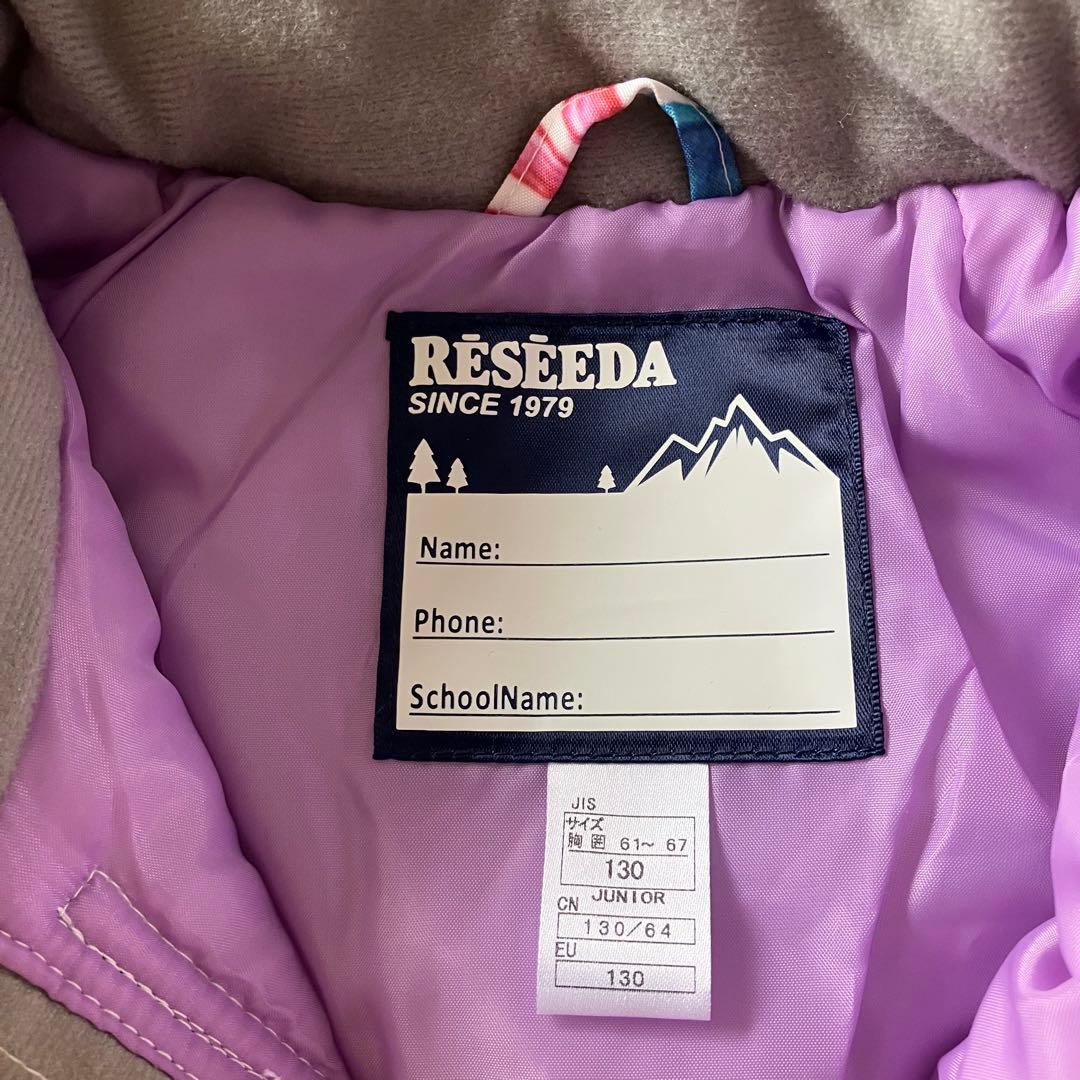 RĒSĒEDA
SINCE 1979
Name:
Phone:
SchoolName:
JIS
サイズ
胸囲 61~ 67
130
JUNIOR
CN
130/64
EU
130